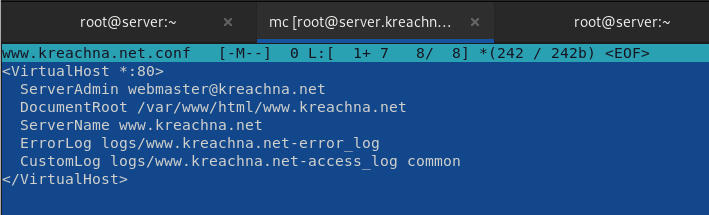 root@server:~ × mc [root@server.kreachn... × root@server:~
www.kreachna.net.conf [-M--] 0 L:[ 1+ 7 8/ 8] *(242 / 242b) <EOF>
<VirtualHost *:80>
ServerAdmin webmaster@kreachna.net
DocumentRoot /var/www/html/www.kreachna.net
ServerName www.kreachna.net
ErrorLog logs/www.kreachna.net-error_log
CustomLog logs/www.kreachna.net-access_log common
</VirtualHost>